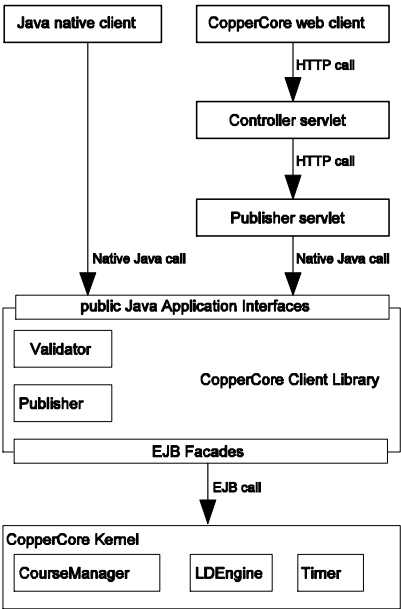 Java native client
CopperCore web client
HTTP call
Controller servlet
HTTP call
Publisher servlet
Native Java call
Native Java call
public Java Application Interfaces
Validator
CopperCore Client Library
Publisher
EJB Facades
EJB call
CopperCore Kernel
CourseManager
LDEngine
Timer